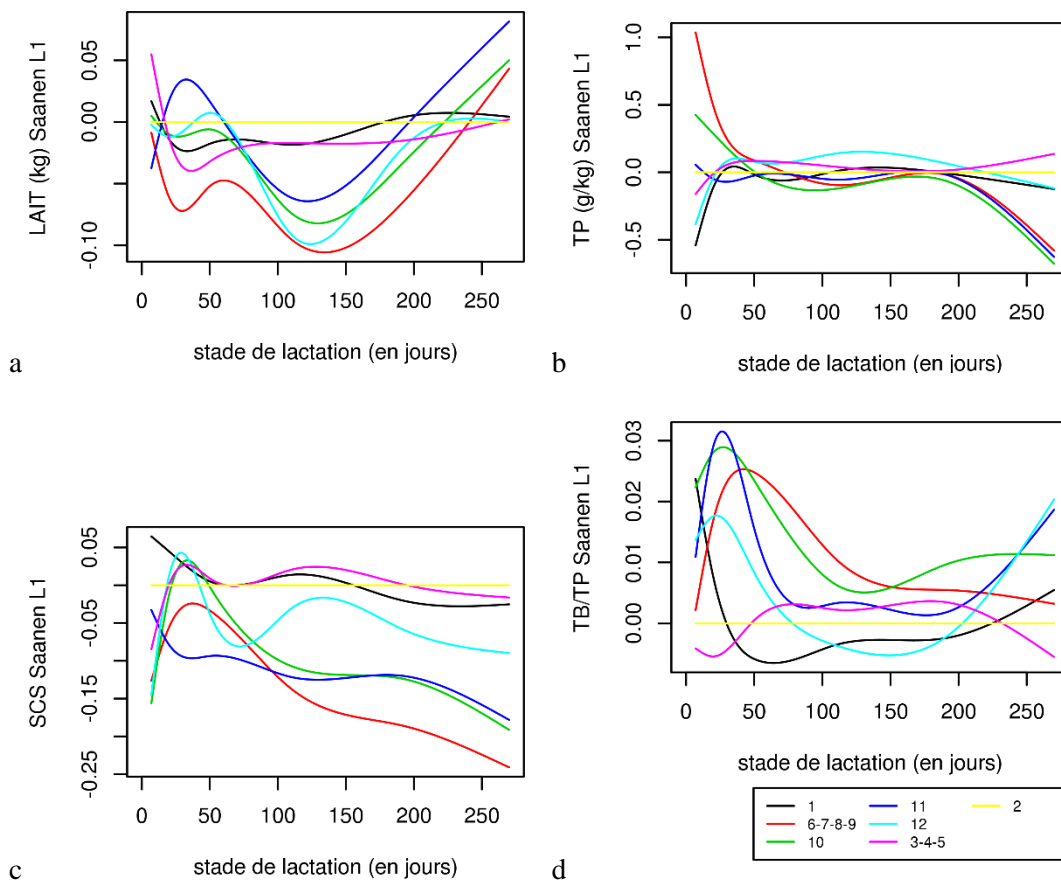 LAIT (kg) Saanen L1
0.05
0.00
-0.10
0 50 100 150 200 250
stade de lactation (en jours)
a
TP (g/kg) Saanen L1
1.0
0.5
0.0
-0.5
0 50 100 150 200 250
stade de lactation (en jours)
b
SCS Saanen L1
0.05
-0.05
-0.15
-0.25
0 50 100 150 200 250
stade de lactation (en jours)
c
TB/TP Saanen L1
0.03
0.02
0.01
0.00
0 50 100 150 200 250
stade de lactation (en jours)
d
1 11 2
6-7-8-9 12
10 3-4-5